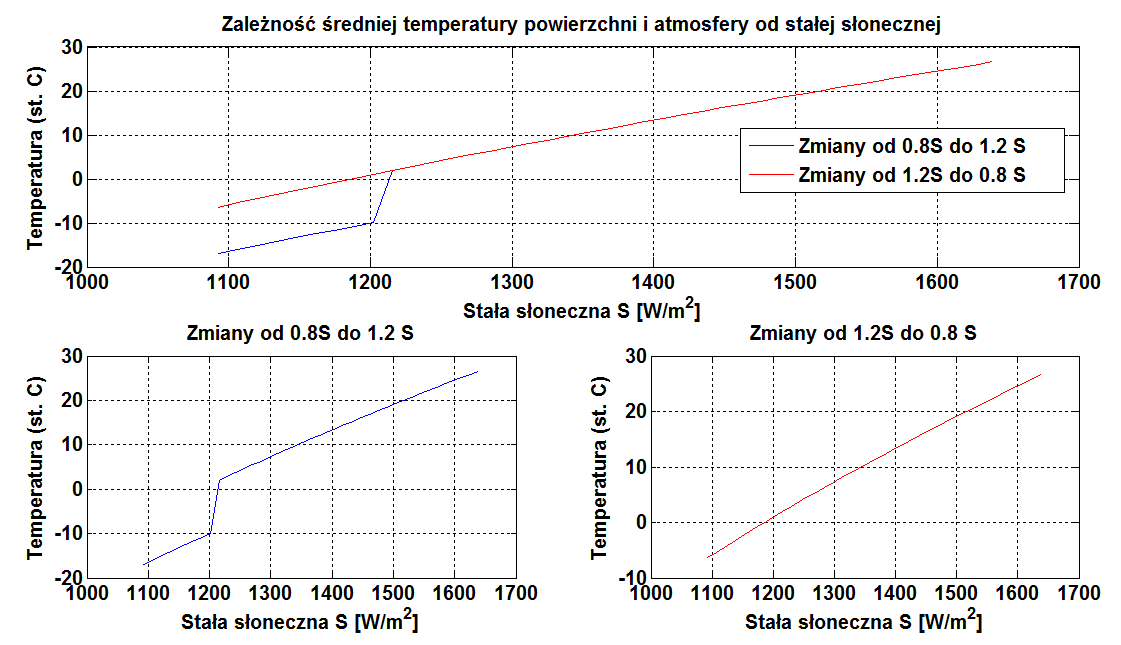 Zależność średniej temperatury powierzchni i atmosfery od stałej słonecznej
30
20
10
0
-10
-20
Temperatura (st. C)
1000 1100 1200 1300 1400 1500 1600 1700
Stała słoneczna S [W/m2]
Zmiany od 0.8S do 1.2 S
Zmiany od 1.2S do 0.8 S
Zmiany od 0.8S do 1.2 S
30
20
10
0
-10
-20
Temperatura (st. C)
1000 1100 1200 1300 1400 1500 1600 1700
Stała słoneczna S [W/m2]
Zmiany od 1.2S do 0.8 S
30
20
10
0
-10
Temperatura (st. C)
1000 1100 1200 1300 1400 1500 1600 1700
Stała słoneczna S [W/m2]